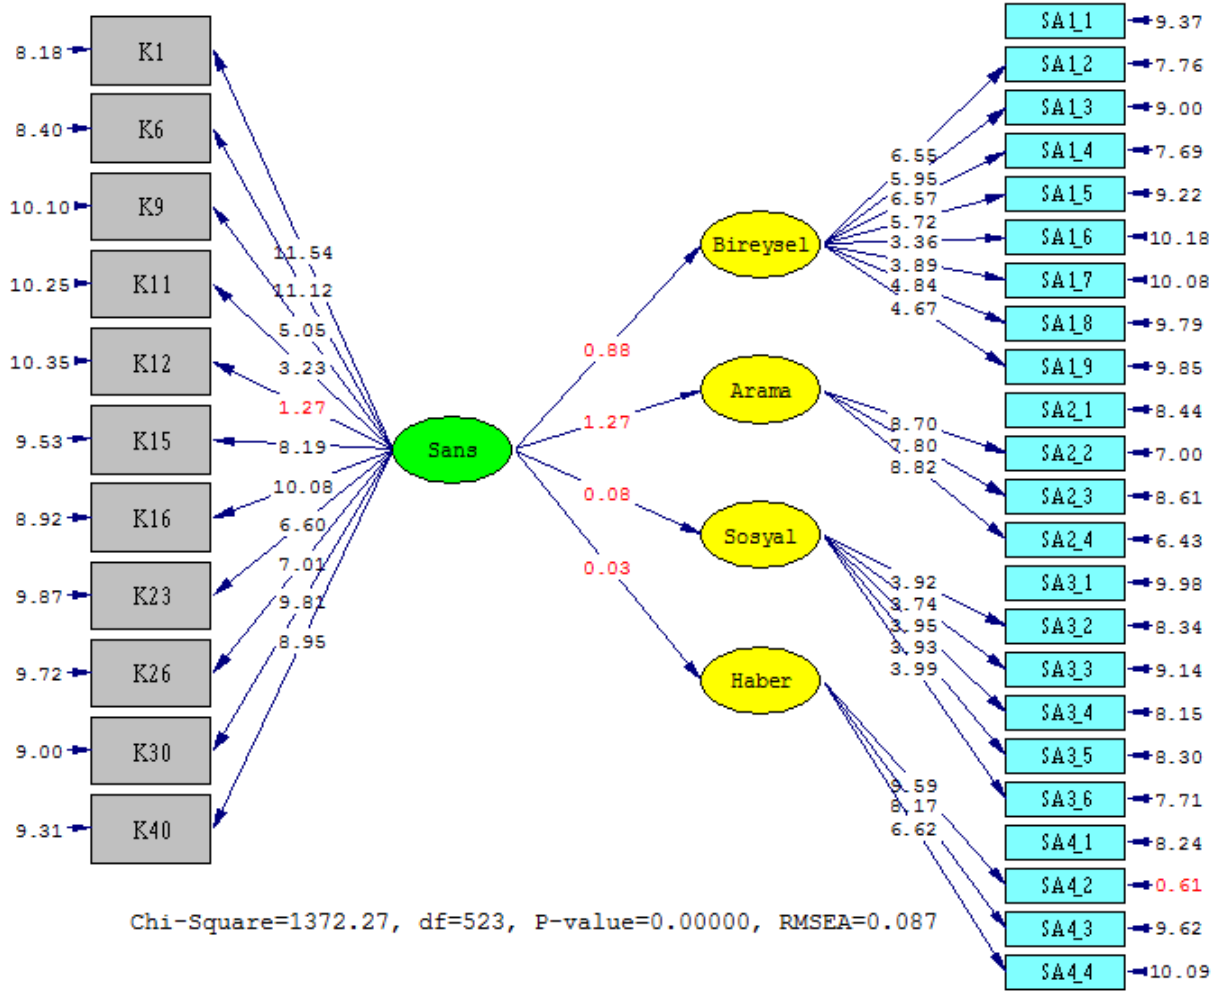 8.18 K1
8.40 K6
10.10 K9
10.25 K11
10.35 K12
9.53 K15
8.92 K16
9.87 K23
9.72 K26
9.00 K30
9.31 K40
11.54
11.12
5.05
3.23
1.27
8.19
10.08
6.60
7.01
9.81
8.95
Sans
0.88
1.27
0.08
0.03
Bireysel
Arama
Sosyal
Haber
6.55
5.95
6.57
5.72
3.36
3.89
4.84
4.67
8.70
7.80
8.82
3.92
3.74
3.95
3.93
3.99
9.59
8.17
6.62
SA1_1 9.37
SA1_2 7.76
SA1_3 9.00
SA1_4 7.69
SA1_5 9.22
SA1_6 10.18
SA1_7 10.08
SA1_8 9.79
SA1_9 9.85
SA2_1 8.44
SA2_2 7.00
SA2_3 8.61
SA2_4 6.43
SA3_1 9.98
SA3_2 8.34
SA3_3 9.14
SA3_4 8.15
SA3_5 8.30
SA3_6 7.71
SA4_1 8.24
SA4_2 0.61
SA4_3 9.62
SA4_4 10.09
Chi-Square=1372.27, df=523, P-value=0.00000, RMSEA=0.087